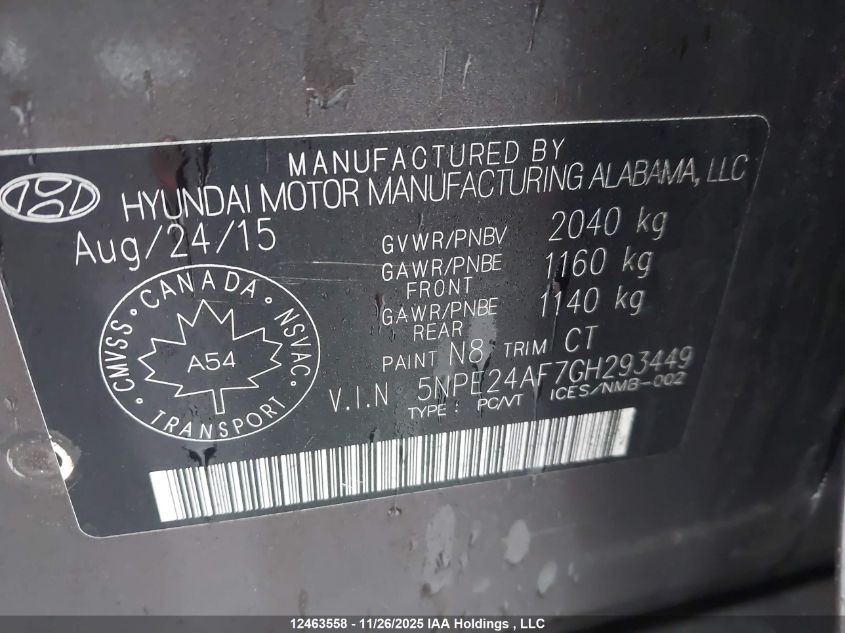 MANUFACTURED BY
HYUNDAI MOTOR MANUFACTURING ALABAMA, LLC
Aug/24/15
GVWR/PNBV 2040 kg
GAWR/PNBE FRONT 1160 kg
GAWR/PNBE REAR 1140 kg
PAINT N8 TRIM CT
V.I.N 5NPE24AF7GH293449
TYPE : PC/VT ICES/NMB-002
CANADA
CMVSS NSVAC
A54
TRANSPORT
12463558 - 11/26/2025 IAA Holdings , LLC